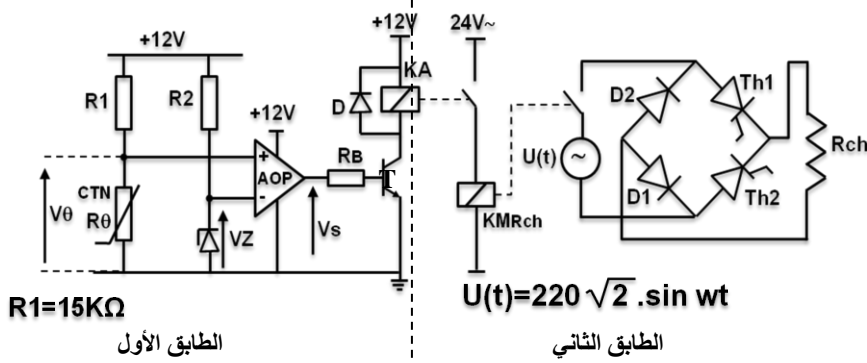 +12V
+12V
24V~
R1
R2
+12V
D
KA
+
AOP
-
RB
T
CTN
Rθ
Vθ
VZ
Vs
KMRch
U(t)
~
D2
Th1
D1
Th2
Rch
R1=15KΩ
U(t)=220√2.sin wt
الطابق الأول
الطابق الثاني